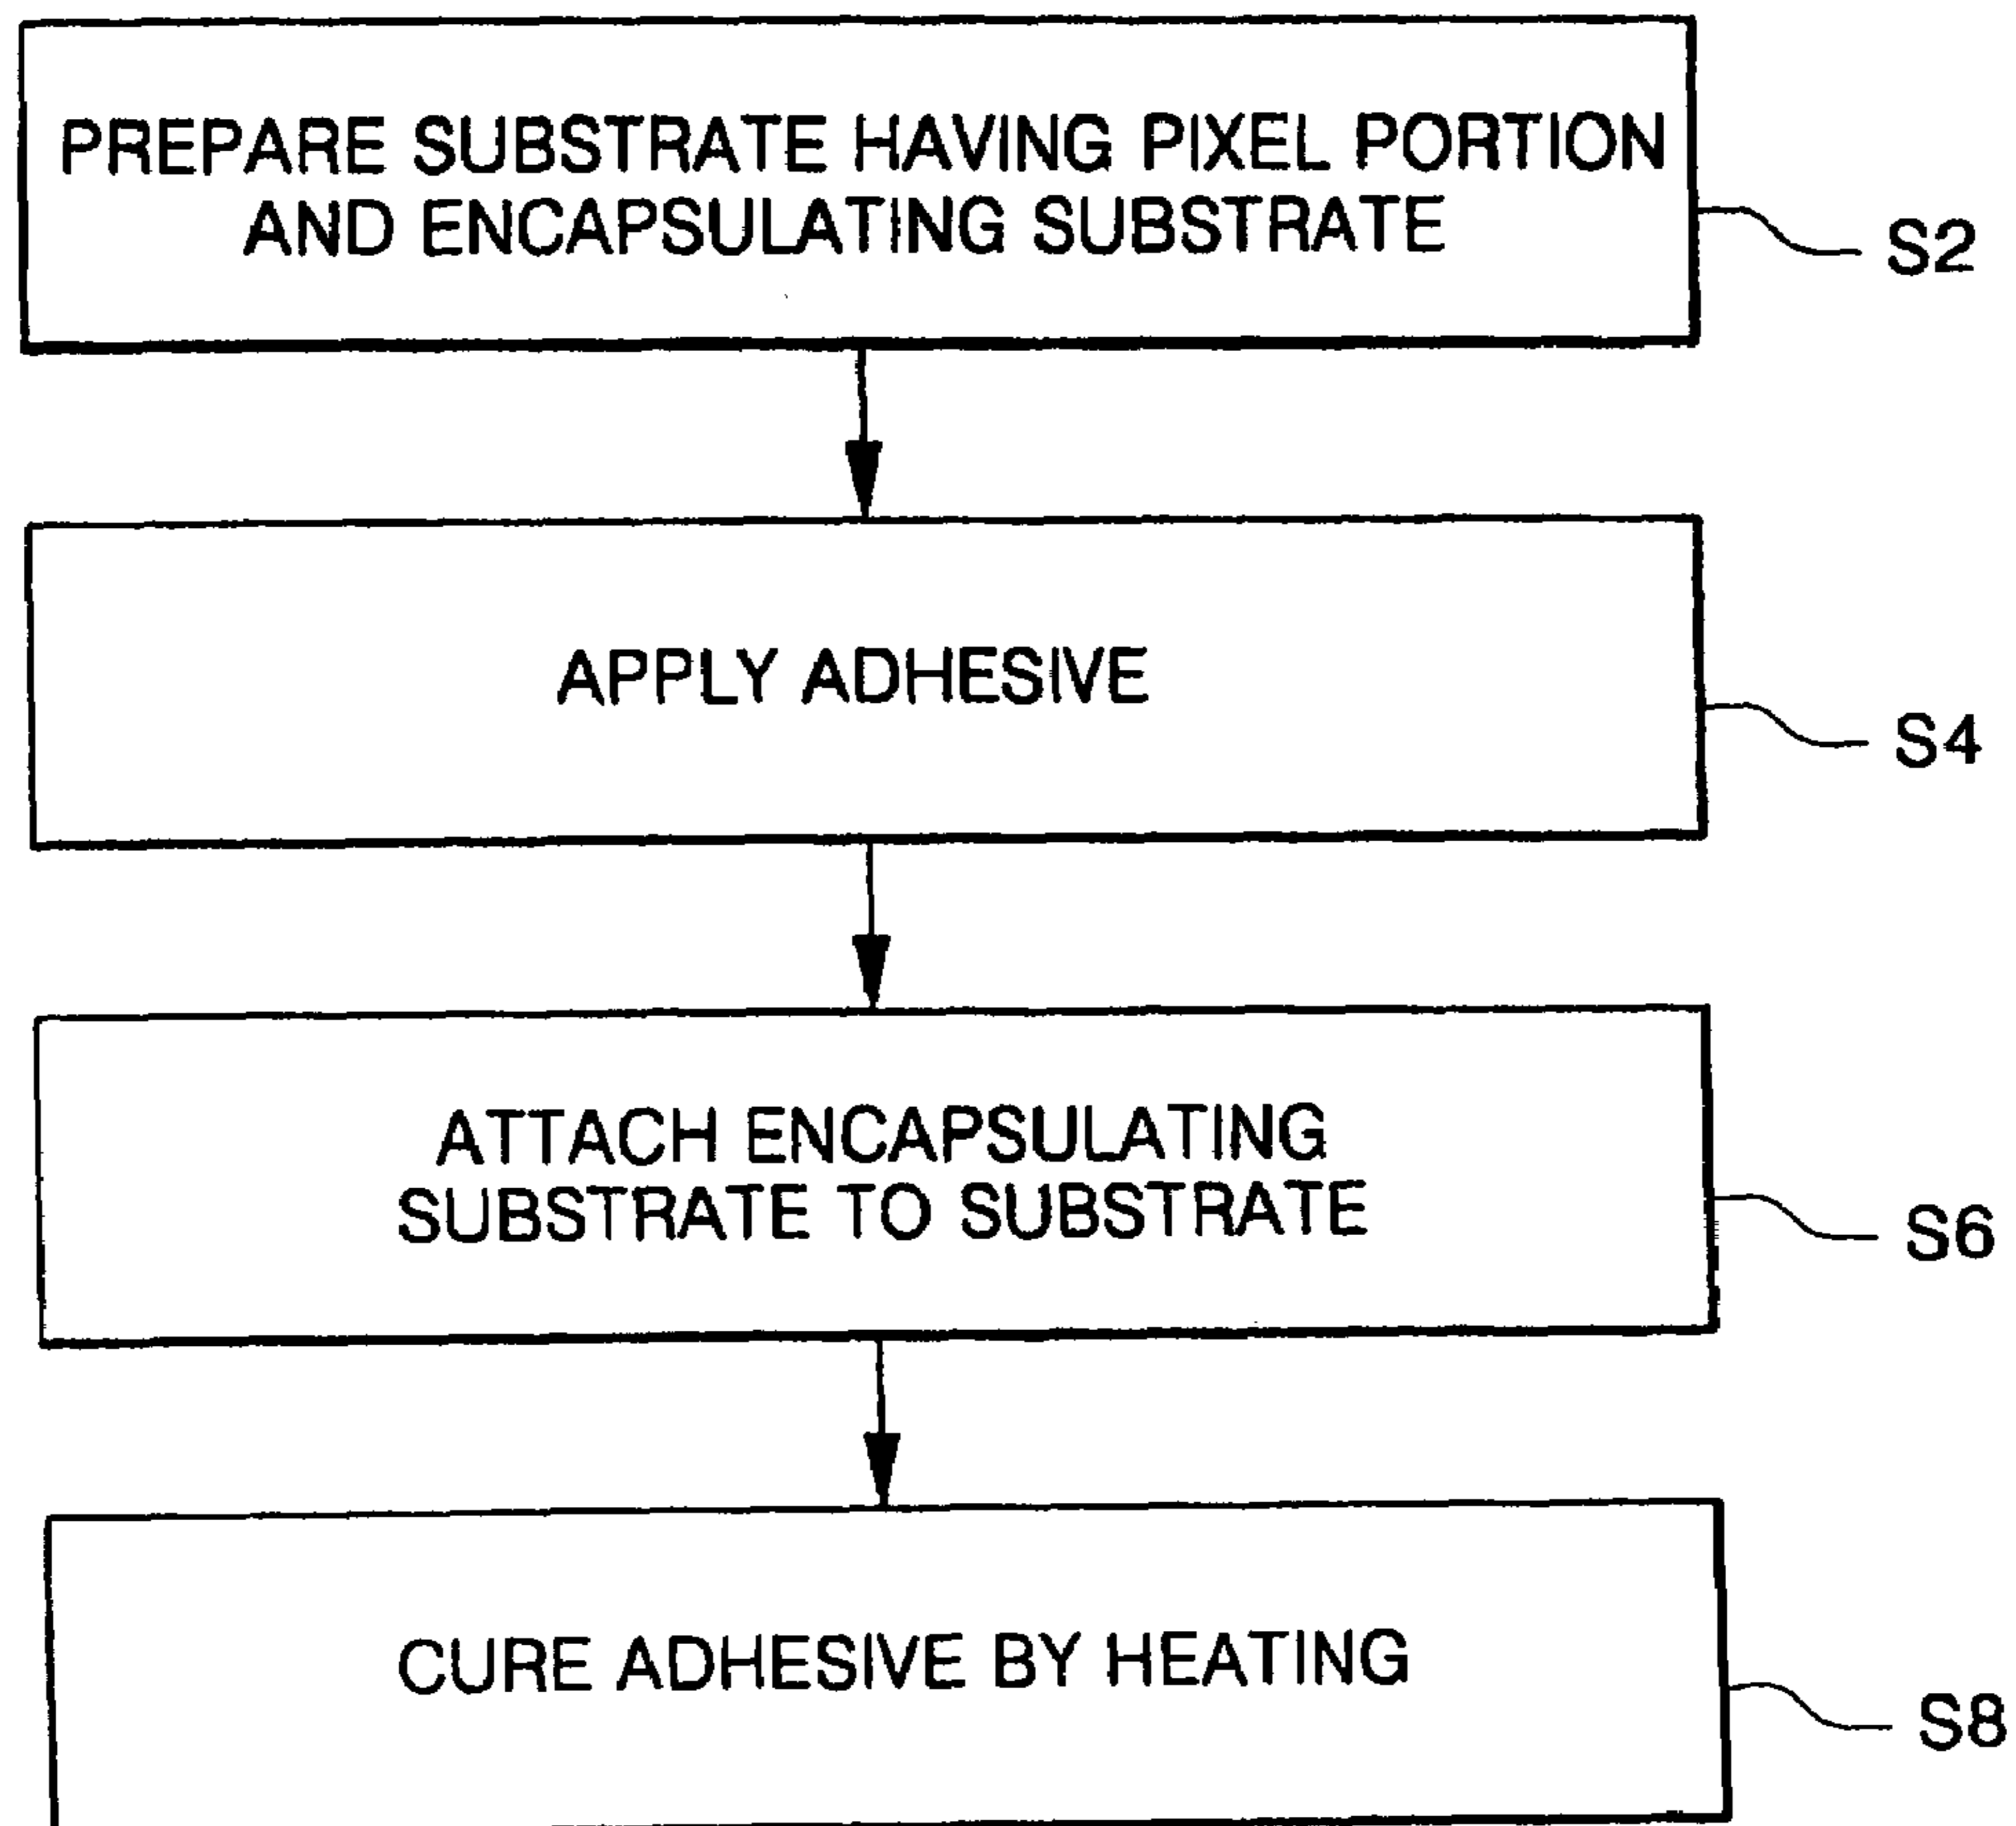 PREPARE SUBSTRATE HAVING PIXEL PORTION
AND ENCAPSULATING SUBSTRATE
S2
APPLY ADHESIVE
S4
ATTACH ENCAPSULATING
SUBSTRATE TO SUBSTRATE
S6
CURE ADHESIVE BY HEATING
S8